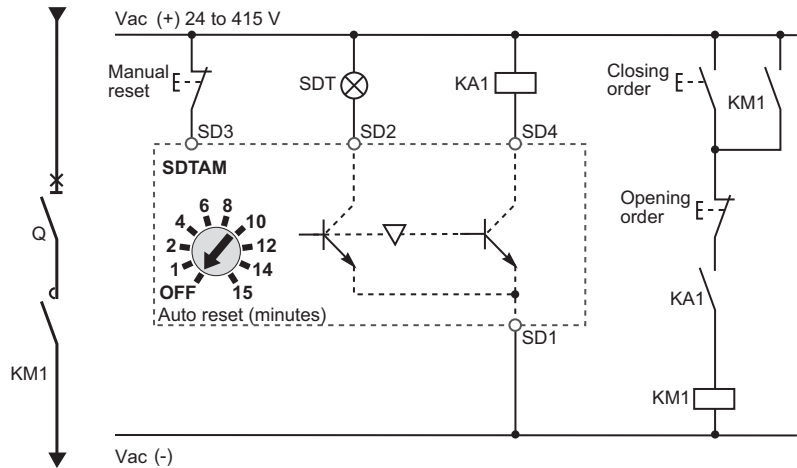 Vac (+) 24 to 415 V
Manual
reset
SDT
KA1
Closing
order
KM1
SD3
SD2
SD4
SDTAM
6
8
4
10
2
12
1
14
OFF
15
Auto reset (minutes)
SD1
Opening
order
KA1
KM1
Q
KM1
Vac (-)